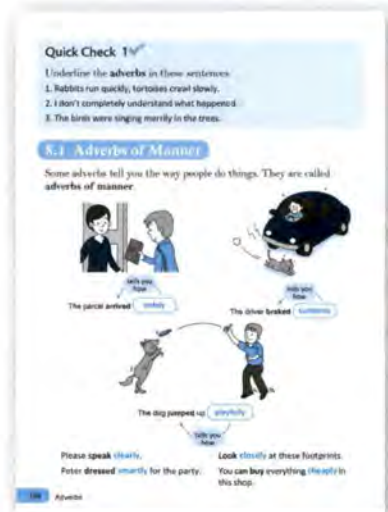 Quick Check 1
Underline the adverbs in these sentences.
1. Rabbits run quickly, tortoises crawl slowly.
2. I don't completely understand what happened.
3. The birds were singing merrily in the trees.
8.1 Adverbs of Manner
Some adverbs tell you the way people do things. They are called
adverbs of manner.
tells you
how
The parcel arrived safely.
tells you
how
The driver braked suddenly.
The dog jumped up playfully.
tells you
how
Please speak clearly.
Look closely at these footprints.
Peter dressed smartly for the party.
You can buy everything cheaply in
this shop.
Adverbs